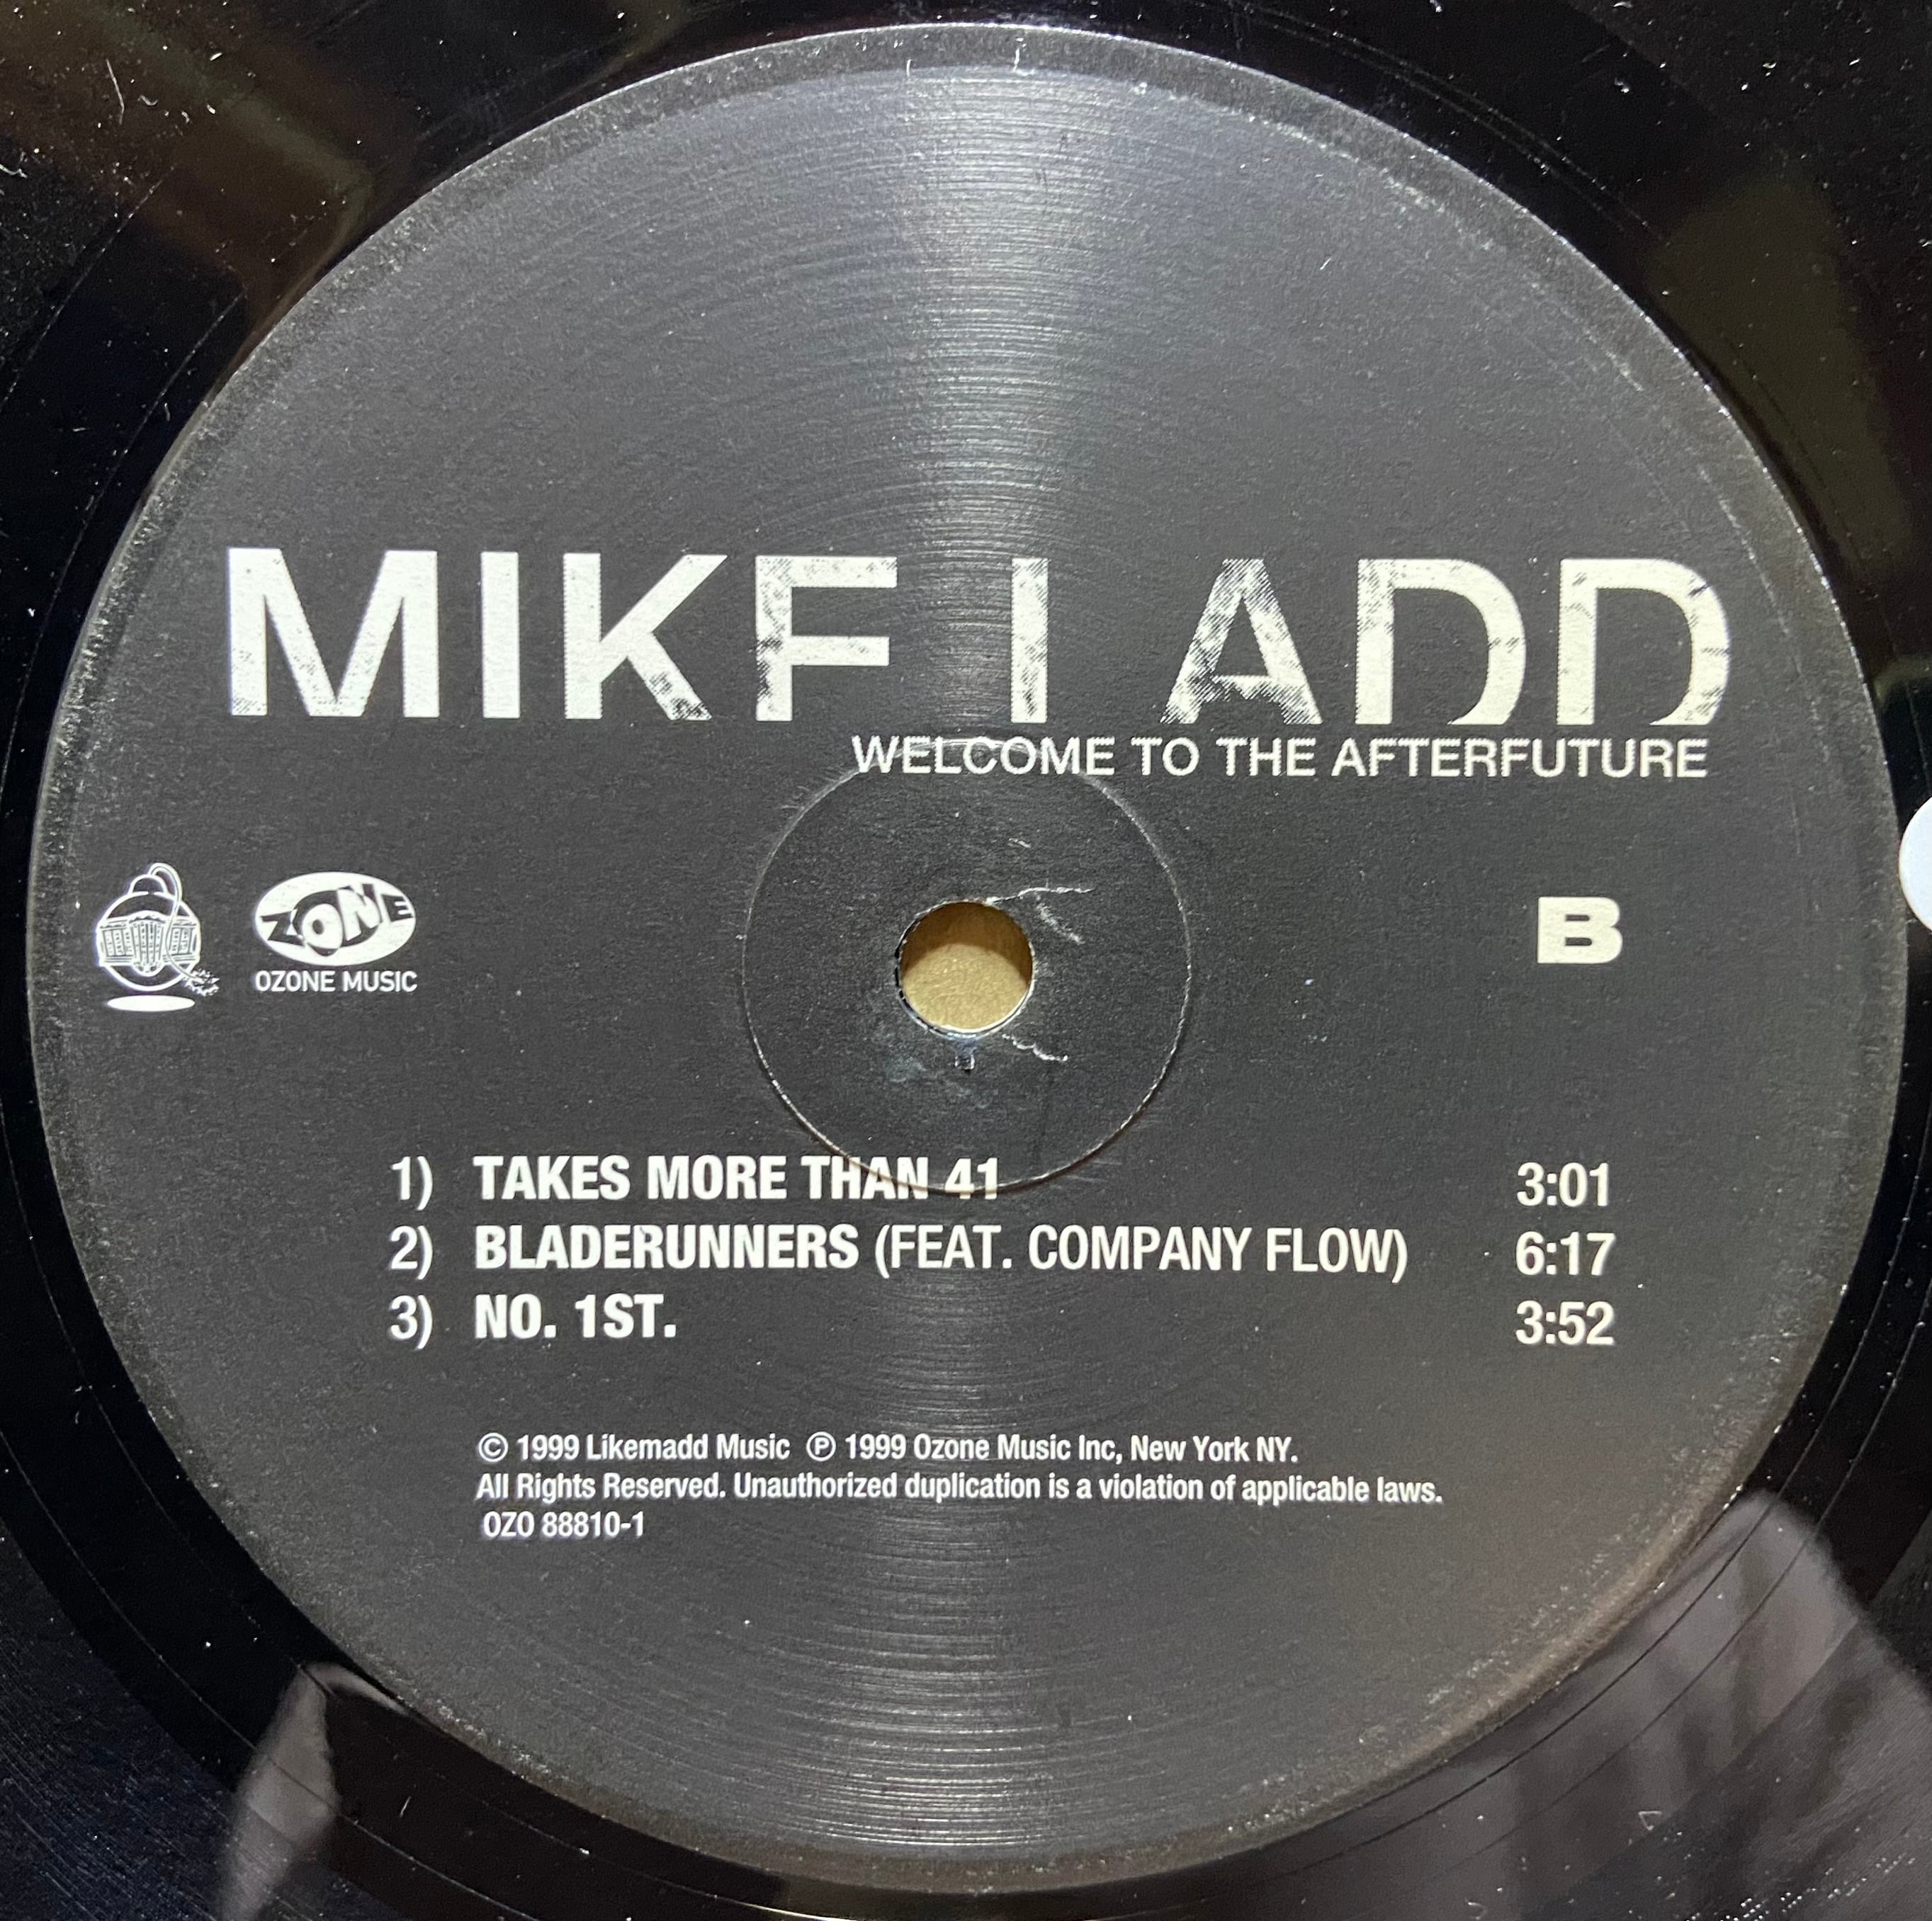 MIKE LADD
WELCOME TO THE AFTERFUTURE
OZONE
OZONE MUSIC
B
1) TAKES MORE THAN 41 3:01
2) BLADERUNNERS (FEAT. COMPANY FLOW) 6:17
3) NO. 1ST. 3:52
© 1999 Likemadd Music ℗ 1999 Ozone Music Inc, New York NY.
All Rights Reserved. Unauthorized duplication is a violation of applicable laws.
OZO 88810-1